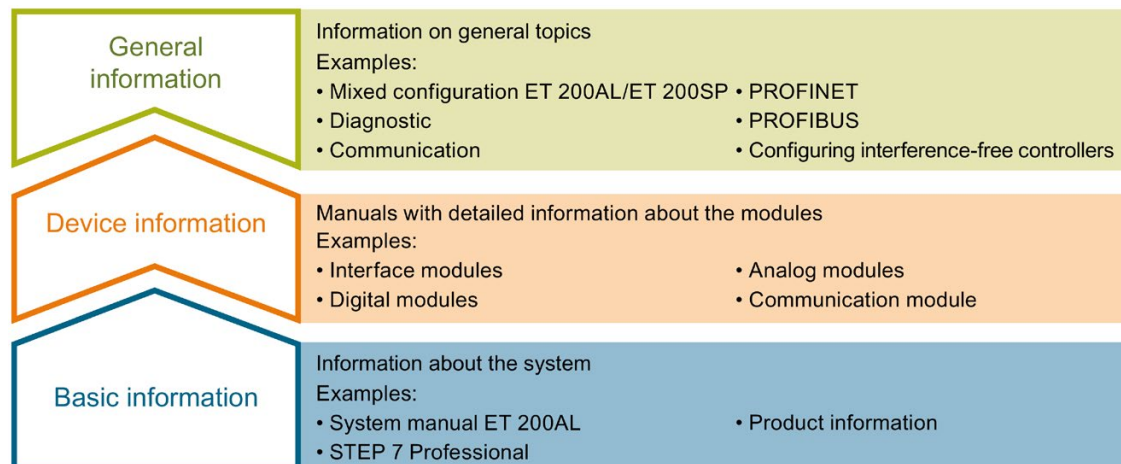 General
information
Information on general topics
Examples:
• Mixed configuration ET 200AL/ET 200SP • PROFINET
• Diagnostic • PROFIBUS
• Communication • Configuring interference-free controllers
Device information
Manuals with detailed information about the modules
Examples:
• Interface modules • Analog modules
• Digital modules • Communication module
Basic information
Information about the system
Examples:
• System manual ET 200AL • Product information
• STEP 7 Professional